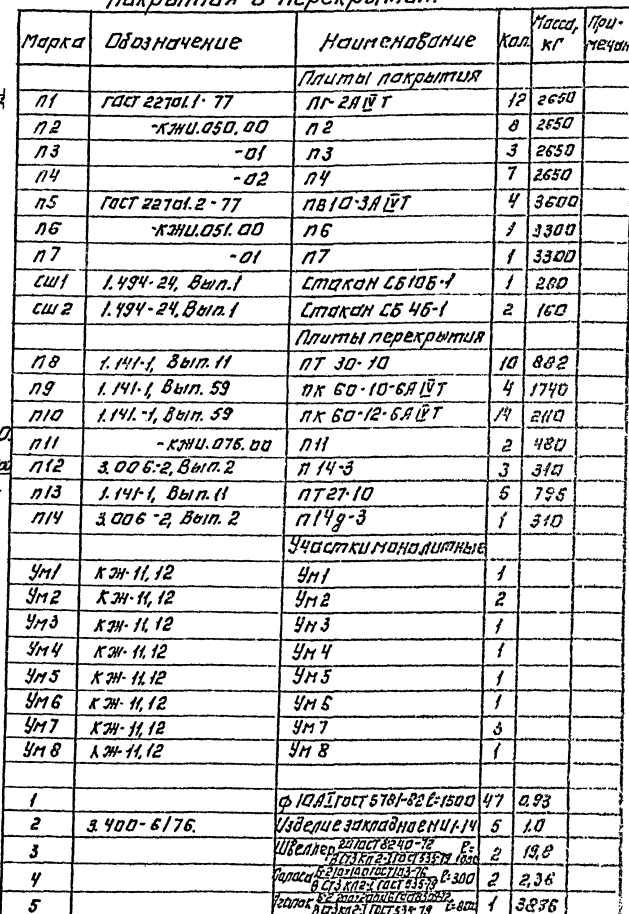 покрытия и перекрытия.
Марка Обозначение Наименование Кол. Масса, кг При-мечан
Плиты покрытия
П1 ГОСТ 22701.1-77 ПГ-2АIVТ 12 2650
П2 -КЖИ.050.00 П2 8 2650
П3 -01 П3 3 2650
П4 -02 П4 7 2650
П5 ГОСТ 22701.2-77 ПВ10-3АIVТ 4 3600
П6 -КЖИ.051.00 П6 1 3300
П7 -01 П7 1 3300
СШ1 1.494-24, Вып.1 Стакан СБ10Б-1 1 280
СШ2 1.494-24, Вып.1 Стакан СБ 4Б-1 2 160
Плиты перекрытия
П8 1.141-1, Вып. 11 ПТ 30-10 10 882
П9 1.141-1, Вып. 59 ПК 60-10-6АIVТ 4 1740
П10 1.141.-1, Вып. 59 ПК 60-12-6АIVТ 14 2110
П11 -КЖИ.076.00 П11 2 480
П12 3.006-2, Вып.2 П 14-3 3 310
П13 1.141-1, Вып. 11 ПТ27-10 6 795
П14 3.006-2, Вып. 2 П14д-3 1 310
Участки монолитные
Ум1 КЖ-11,12 Ум1 1
Ум2 КЖ-11,12 Ум2 2
Ум3 КЖ-11,12 Ум3 1
Ум4 КЖ-11,12 Ум4 1
Ум5 КЖ-11,12 Ум5 1
Ум6 КЖ-11,12 Ум6 1
Ум7 КЖ-11,12 Ум7 3
Ум8 КЖ-11,12 Ум8 1
1 ф10АI ГОСТ 5781-82 ℓ=1500 47 0.93
2 3.400-6/76. Изделие закладное МН1-14 5 1.0
3 Швеллер 2 19,8
4 Полоса ℓ=300 2 2,36
5 Уголок 1 38.36